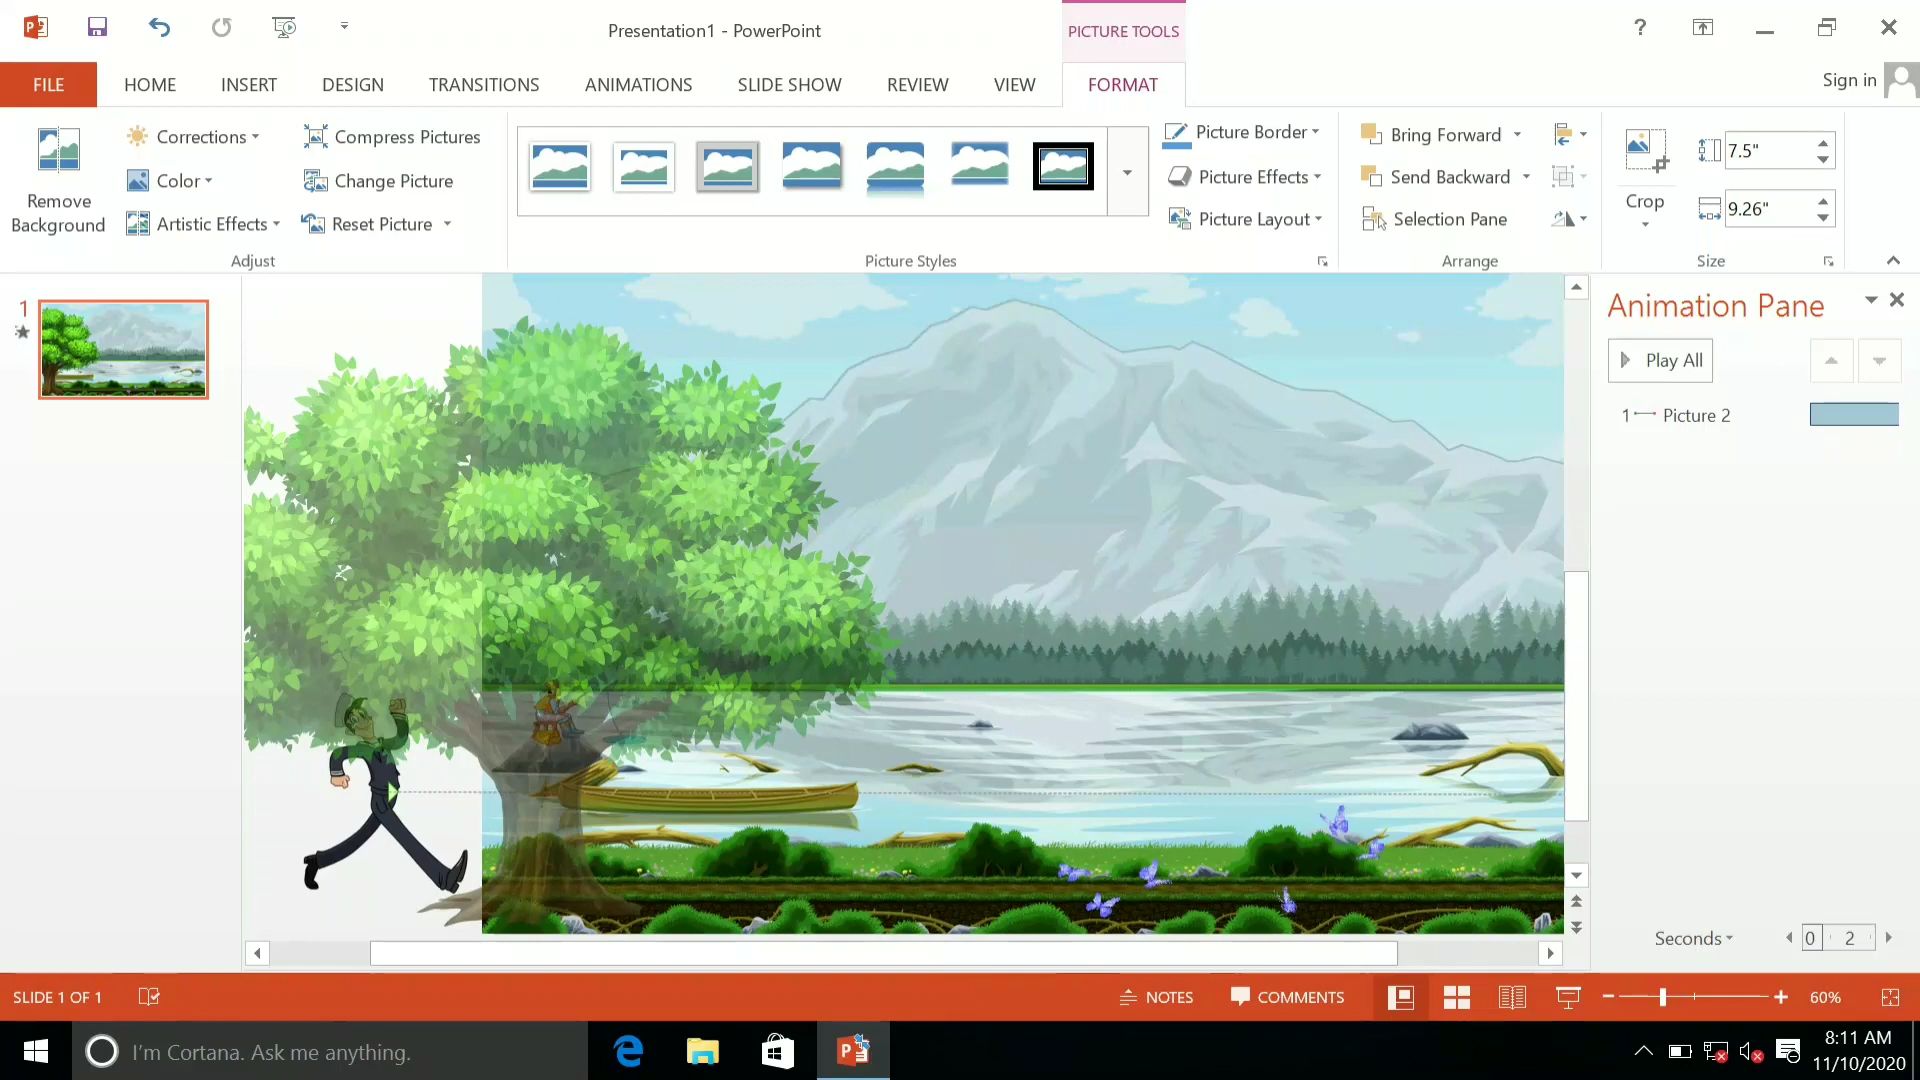 Presentation1 - PowerPoint
PICTURE TOOLS
?
FILE
HOME
INSERT
DESIGN
TRANSITIONS
ANIMATIONS
SLIDE SHOW
REVIEW
VIEW
FORMAT
Sign in
Remove
Background
Corrections
Color
Artistic Effects
Compress Pictures
Change Picture
Reset Picture
Adjust
Picture Styles
Picture Border
Picture Effects
Picture Layout
Bring Forward
Send Backward
Selection Pane
Arrange
Crop
7.5"
9.26"
Size
1
Animation Pane
Play All
1 Picture 2
Seconds
0 2
SLIDE 1 OF 1
NOTES
COMMENTS
60%
I'm Cortana. Ask me anything.
8:11 AM
11/10/2020